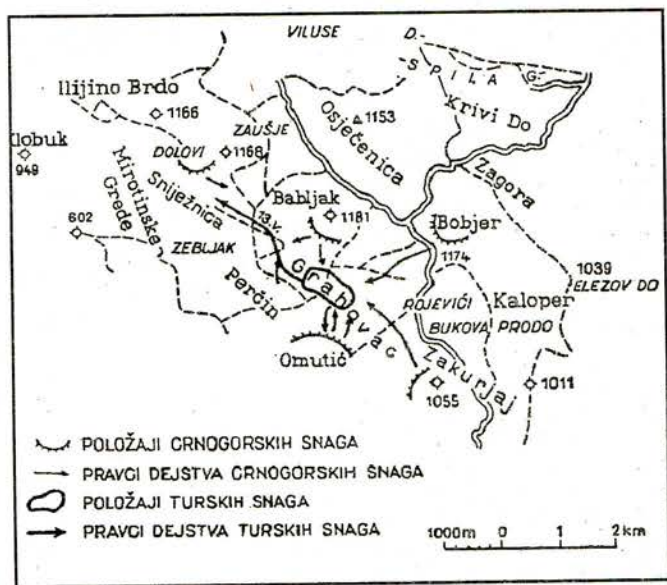 VILUSE
D.
SPILA
G.
Ilijino Brdo
1166
Osječenica
1153
Krivi Do
ZAUŠJE
Klobuk
949
DOLOVI
1168
Zagora
Mirotinske
Grede
Sniježnica
13.V.
Babljak
1181
Bobjer
602
ZEBLJAK
1174
1039
ELEZOV DO
Grahovac
Perčin
ROJEVIĆI
Kaloper
BUKOVA PRODO
Omutić
Zakurjaj
1055
1011
POLOŽAJI CRNOGORSKIH SNAGA
PRAVCI DEJSTVA CRNOGORSKIH SNAGA
POLOŽAJI TURSKIH SNAGA
PRAVCI DEJSTVA TURSKIH SNAGA
1000m 0 1 2km